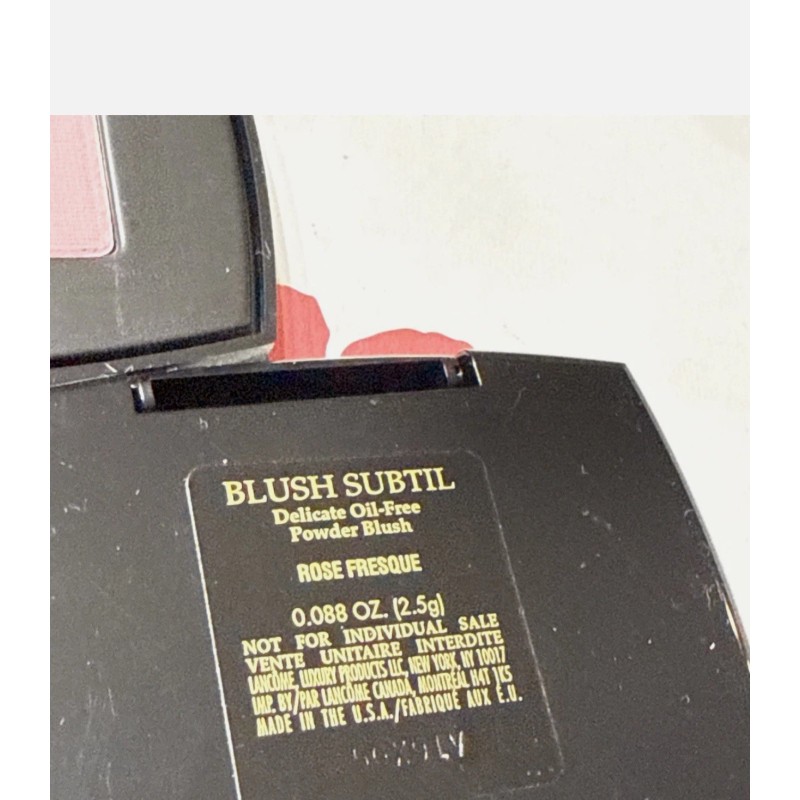 BLUSH SUBTIL
Delicate Oil-Free
Powder Blush
ROSE FRESQUE
0.088 OZ. (2.5g)
NOT FOR INDIVIDUAL SALE
VENTE UNITAIRE INTERDITE
LANCÔME, LUXURY PRODUCTS LLC, NEW YORK, NY 10017
IMP. BY/PAR LANCÔME CANADA, MONTRÉAL H4T 1C5
MADE IN THE U.S.A./FABRIQUÉ AUX É.U.